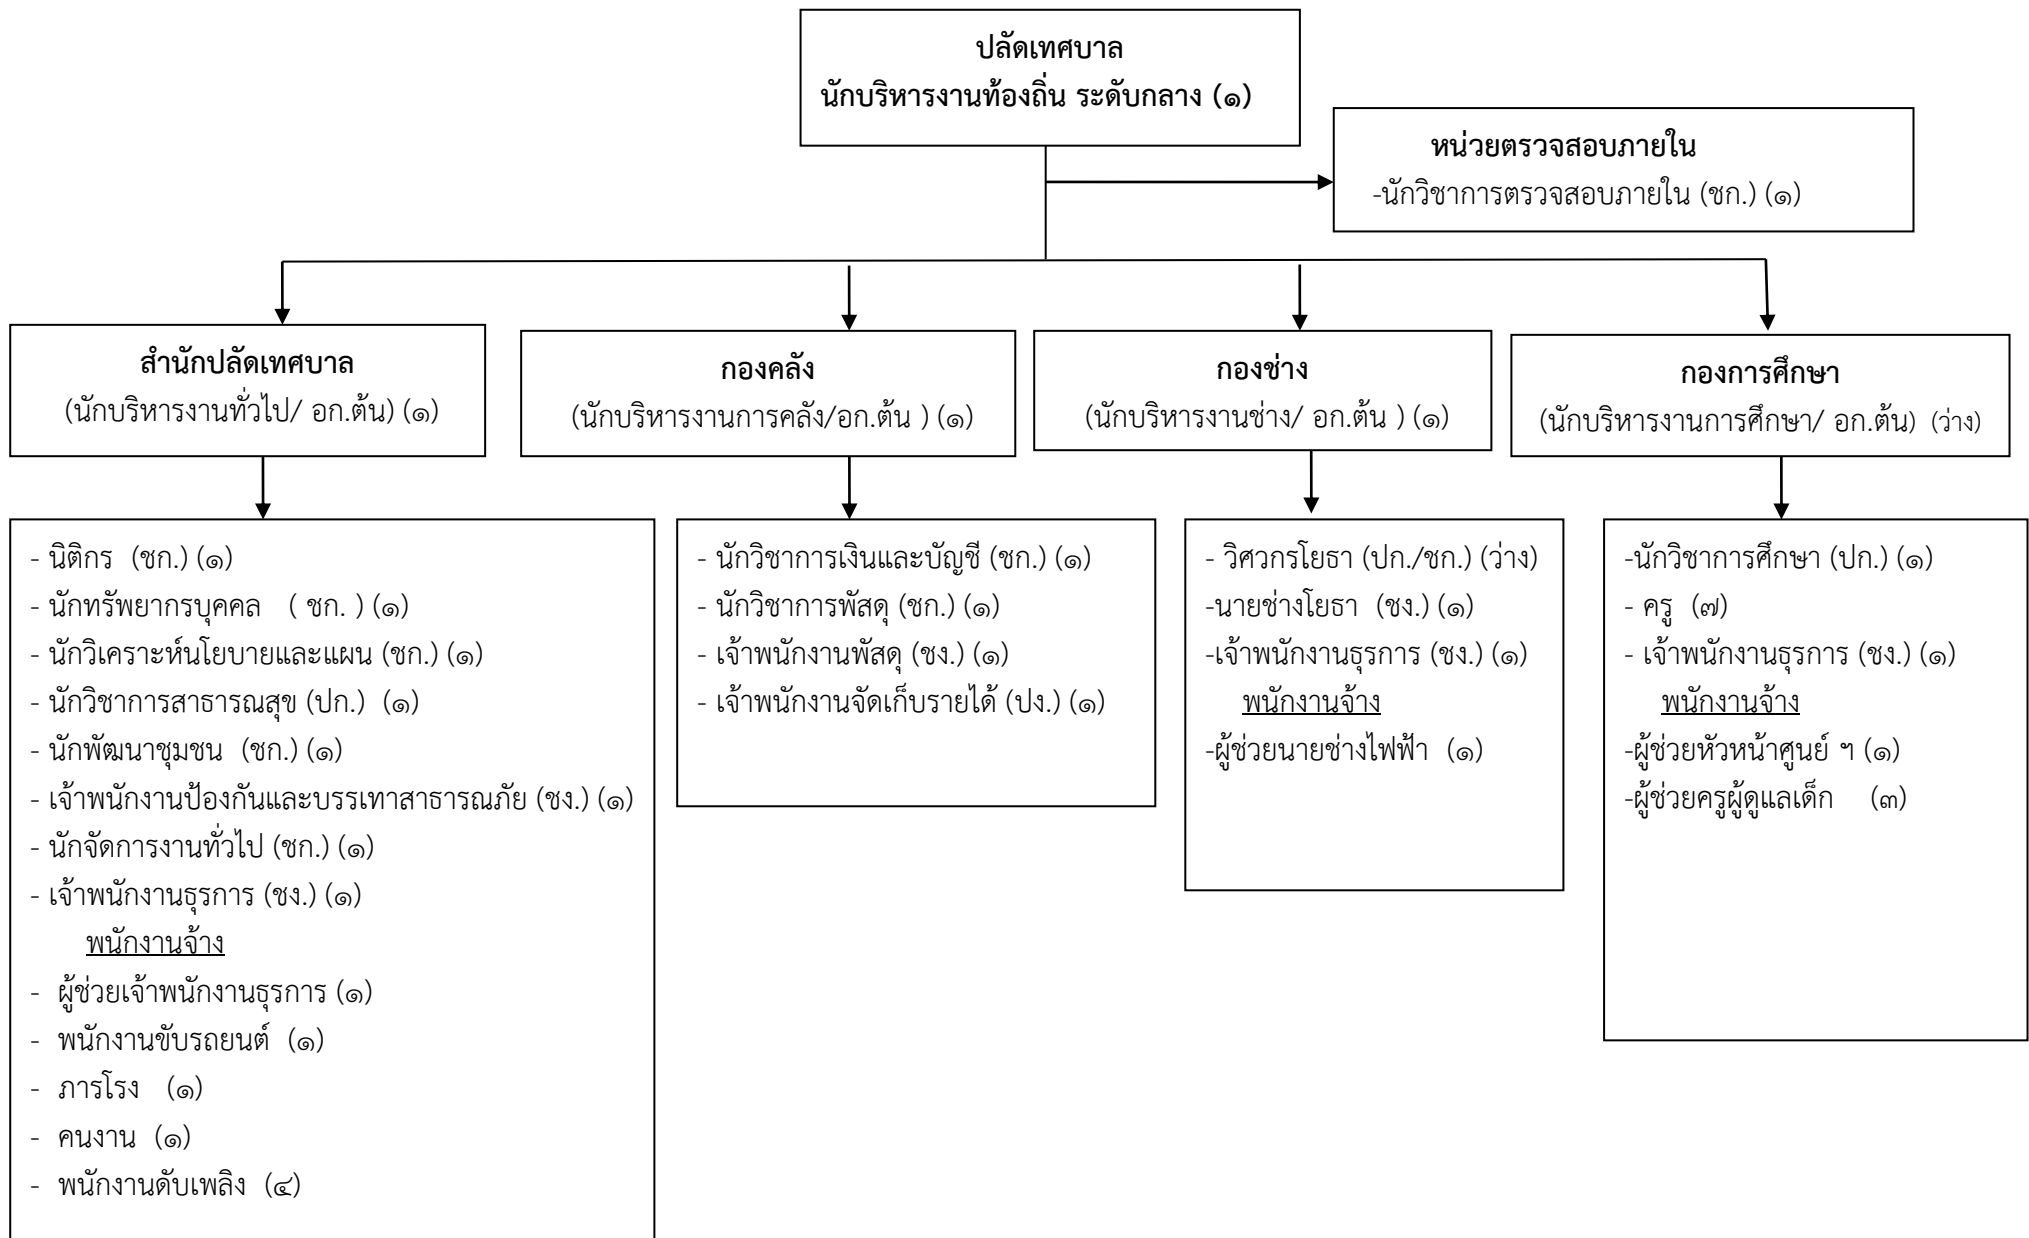 ปลัดเทศบาล
นักบริหารงานท้องถิ่น ระดับกลาง (๑)
หน่วยตรวจสอบภายใน
-นักวิชาการตรวจสอบภายใน (ชก.) (๑)
สำนักปลัดเทศบาล
(นักบริหารงานทั่วไป/ อก.ต้น) (๑)
กองคลัง
(นักบริหารงานการคลัง/อก.ต้น ) (๑)
กองช่าง
(นักบริหารงานช่าง/ อก.ต้น ) (๑)
กองการศึกษา
(นักบริหารงานการศึกษา/ อก.ต้น) (ว่าง)
- นิติกร (ชก.) (๑)
- นักทรัพยากรบุคคล ( ชก. ) (๑)
- นักวิเคราะห์นโยบายและแผน (ชก.) (๑)
- นักวิชาการสาธารณสุข (ปก.) (๑)
- นักพัฒนาชุมชน (ชก.) (๑)
- เจ้าพนักงานป้องกันและบรรเทาสาธารณภัย (ชง.) (๑)
- นักจัดการงานทั่วไป (ชก.) (๑)
- เจ้าพนักงานธุรการ (ชง.) (๑)
พนักงานจ้าง
- ผู้ช่วยเจ้าพนักงานธุรการ (๑)
- พนักงานขับรถยนต์ (๑)
- ภารโรง (๑)
- คนงาน (๑)
- พนักงานดับเพลิง (๔)
- นักวิชาการเงินและบัญชี (ชก.) (๑)
- นักวิชาการพัสดุ (ชก.) (๑)
- เจ้าพนักงานพัสดุ (ชง.) (๑)
- เจ้าพนักงานจัดเก็บรายได้ (ปง.) (๑)
- วิศวกรโยธา (ปก./ชก.) (ว่าง)
-นายช่างโยธา (ชง.) (๑)
-เจ้าพนักงานธุรการ (ชง.) (๑)
พนักงานจ้าง
-ผู้ช่วยนายช่างไฟฟ้า (๑)
-นักวิชาการศึกษา (ปก.) (๑)
- ครู (๗)
- เจ้าพนักงานธุรการ (ชง.) (๑)
พนักงานจ้าง
-ผู้ช่วยหัวหน้าศูนย์ ฯ (๑)
-ผู้ช่วยครูผู้ดูแลเด็ก (๓)